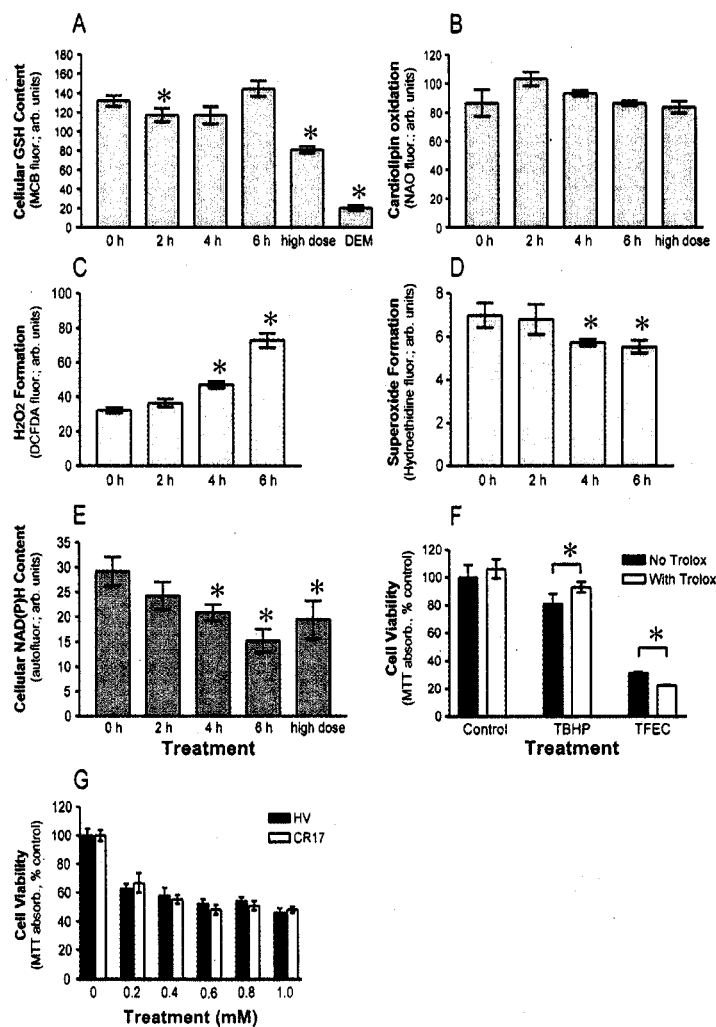 A
Cellular GSH Content
(MCB fluor.; arb. units)
180
160
140
120
100
80
60
40
20
0
0 h 2 h 4 h 6 h high dose DEM
* * *
B
Cardiolipin oxidation
(NAO fluor.; arb. units)
120
100
80
60
40
20
0
0 h 2 h 4 h 6 h high dose
C
H2O2 Formation
(DCFDA fluor.; arb. units)
100
80
60
40
20
0
0 h 2 h 4 h 6 h
* *
D
Superoxide Formation
(Hydroethidine fluor.; arb. units)
8
6
4
2
0
0 h 2 h 4 h 6 h
* *
E
Cellular NAD(P)H Content
(autofluor.; arb. units)
35
30
25
20
15
10
5
0
0 h 2 h 4 h 6 h high dose
* * *
Treatment
F
Cell Viability
(MTT absorb., % control)
120
100
80
60
40
20
0
No Trolox
With Trolox
* *
Control TBHP TFEC
Treatment
G
Cell Viability
(MTT absorb., % control)
120
100
80
60
40
20
0
HV
CR17
0 0.2 0.4 0.6 0.8 1.0
Treatment (mM)